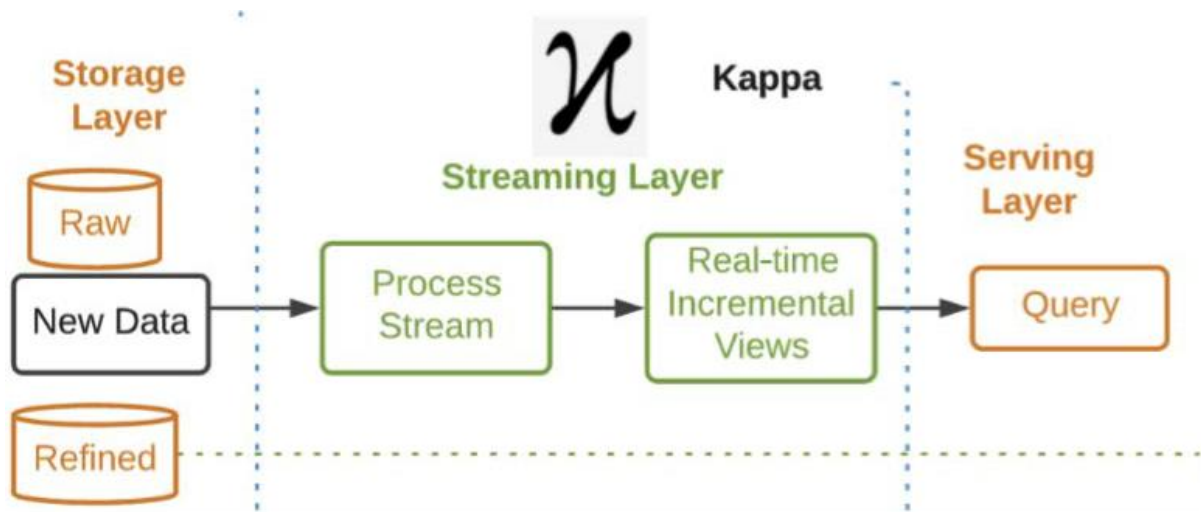 Storage
Layer
Raw
New Data
Refined
ϰ
Kappa
Streaming Layer
Process
Stream
Real-time
Incremental
Views
Serving
Layer
Query